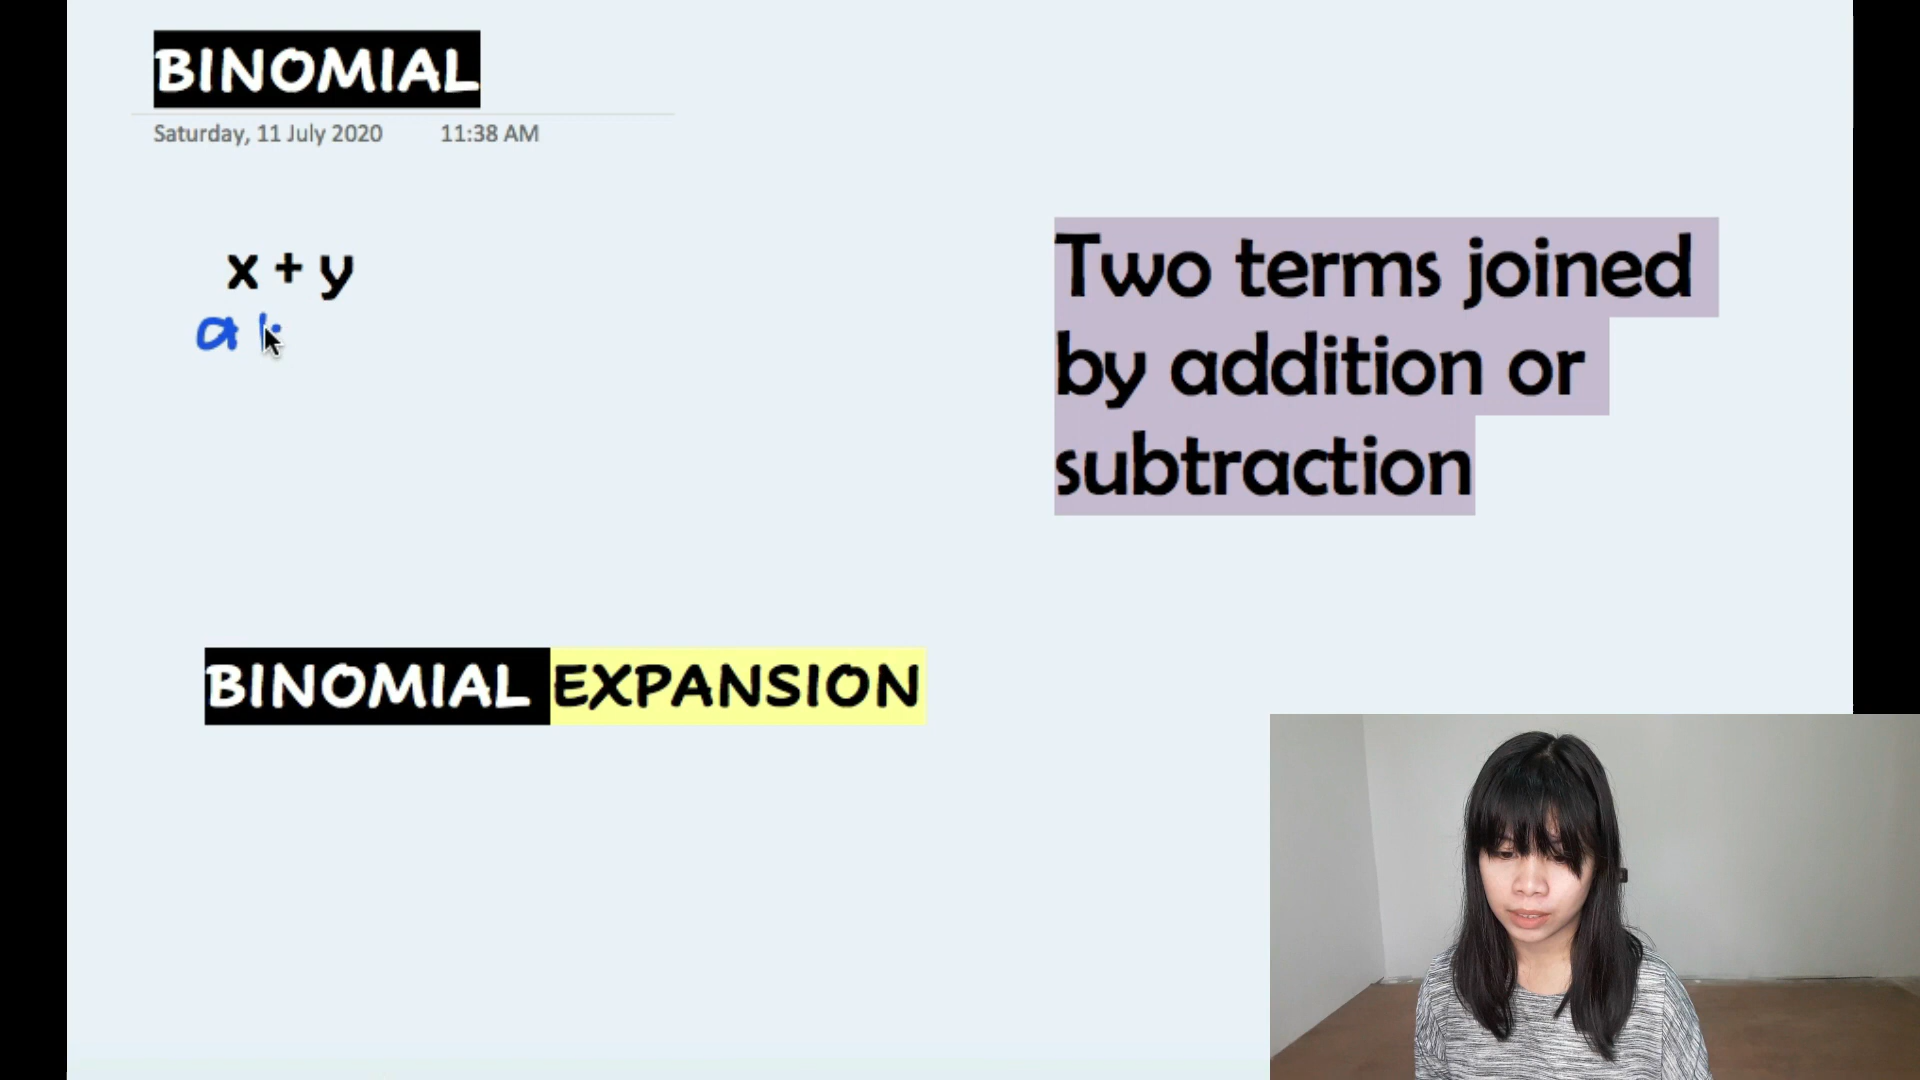 BINOMIAL
Saturday, 11 July 2020 11:38 AM
x + y
a
Two terms joined
by addition or
subtraction
BINOMIAL EXPANSION